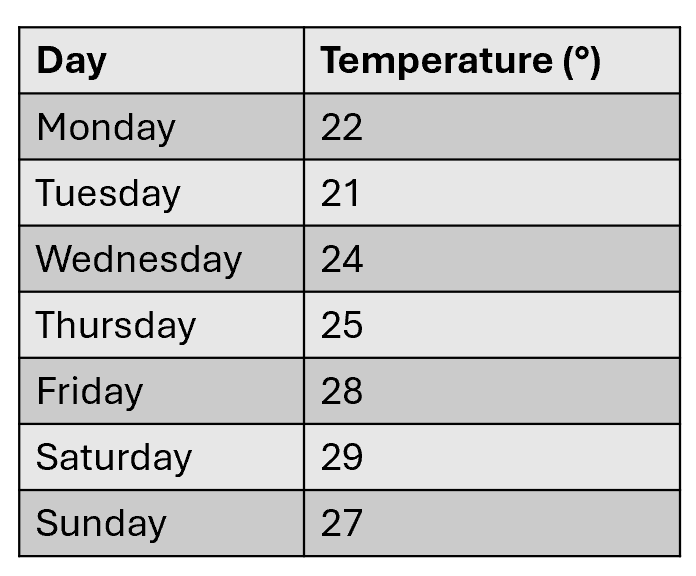 Day Temperature (°)
Monday 22
Tuesday 21
Wednesday 24
Thursday 25
Friday 28
Saturday 29
Sunday 27